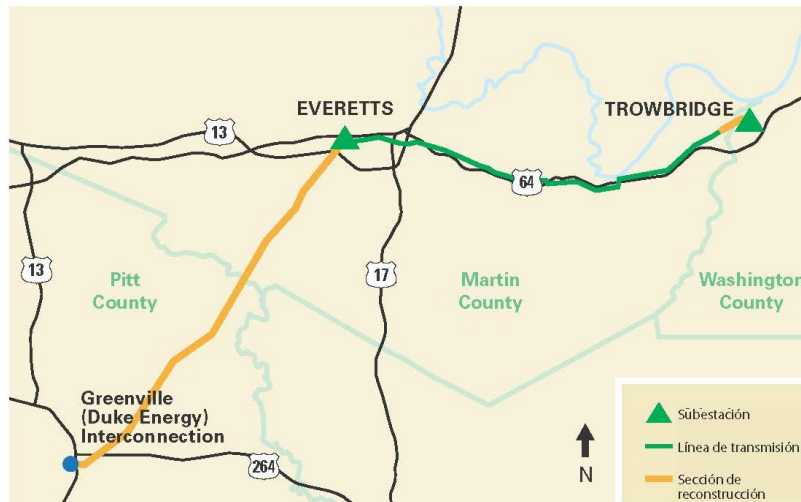 EVERETTS
TROWBRIDGE
13
64
13
Pitt
County
17
Martin
County
Washington
County
Greenville
(Duke Energy)
Interconnection
264
N
Subestación
Línea de transmisión
Sección de
reconstrucción